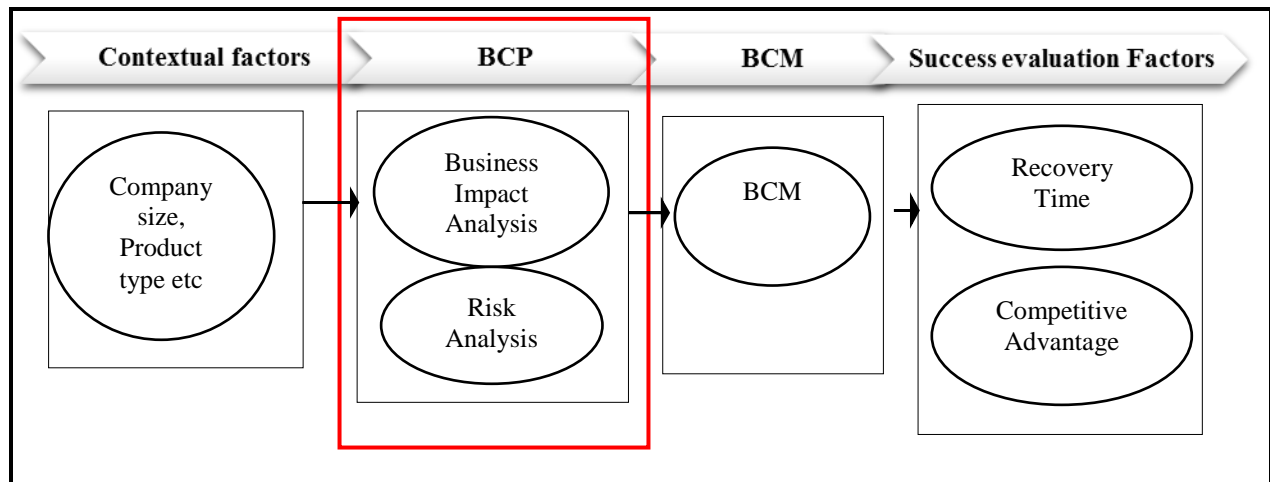 Contextual factors
BCP
BCM
Success evaluation Factors
Company
size,
Product
type etc
Business
Impact
Analysis
Risk
Analysis
BCM
Recovery
Time
Competitive
Advantage